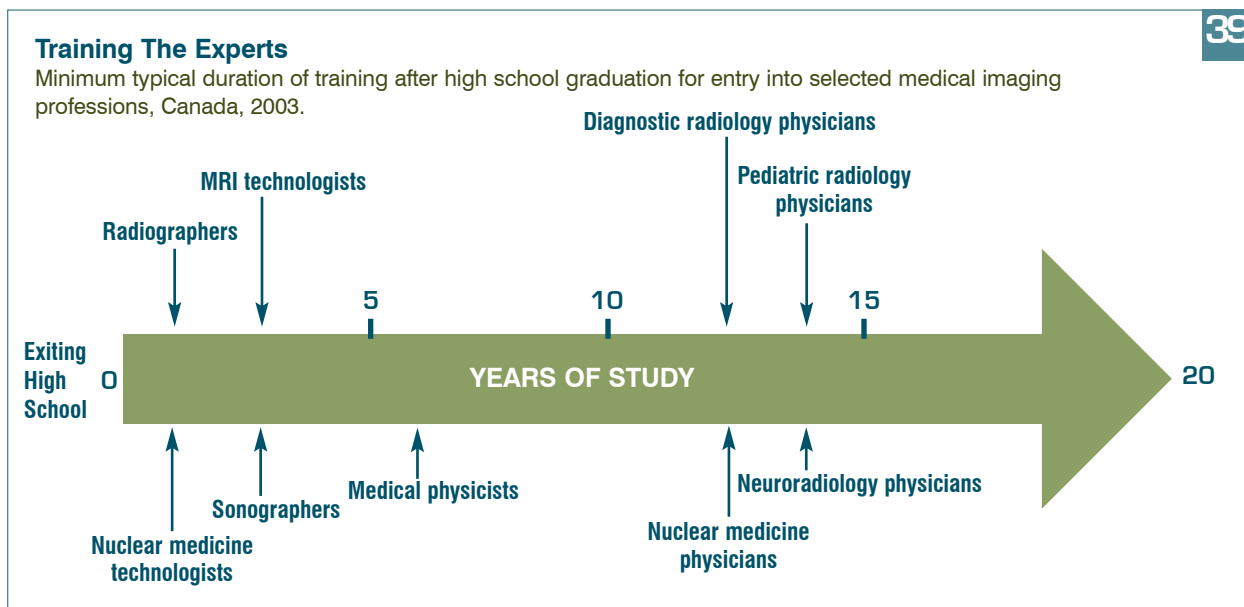 39
Training The Experts
Minimum typical duration of training after high school graduation for entry into selected medical imaging
professions, Canada, 2003.
Diagnostic radiology physicians
MRI technologists
Pediatric radiology
physicians
Radiographers
5
10
15
Exiting
High
School
0
YEARS OF STUDY
20
Medical physicists
Neuroradiology physicians
Sonographers
Nuclear medicine
physicians
Nuclear medicine
technologists